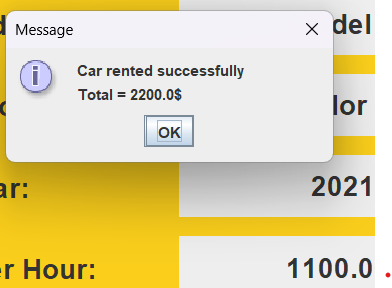 Message
del
Car rented successfully
Total = 2200.0$
OK
lor
ar:
2021
er Hour:
1100.0